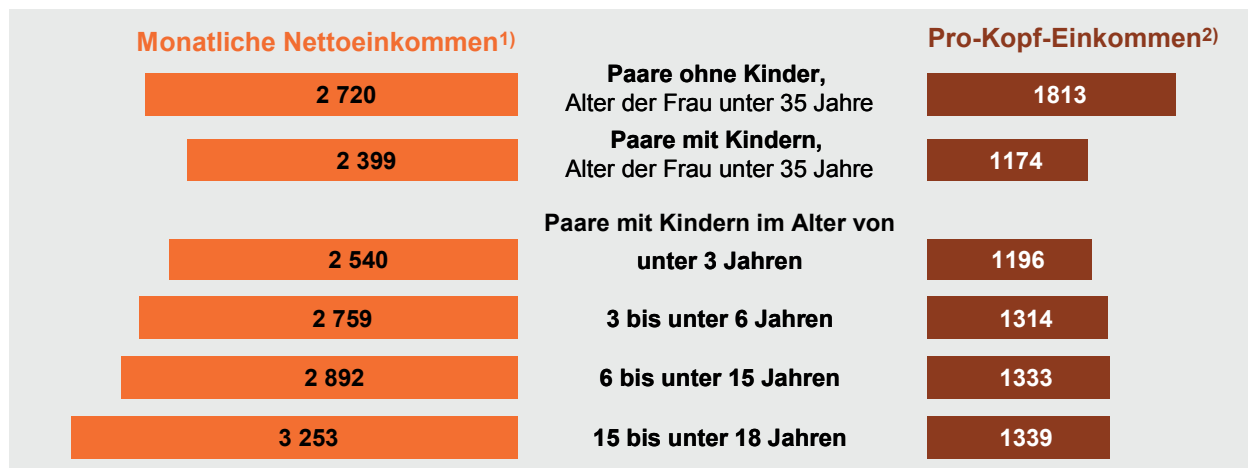 Monatliche Nettoeinkommen1)
Pro-Kopf-Einkommen2)
2 720
Paare ohne Kinder,
Alter der Frau unter 35 Jahre
1813
2 399
Paare mit Kindern,
Alter der Frau unter 35 Jahre
1174
Paare mit Kindern im Alter von
2 540
unter 3 Jahren
1196
2 759
3 bis unter 6 Jahren
1314
2 892
6 bis unter 15 Jahren
1333
3 253
15 bis unter 18 Jahren
1339